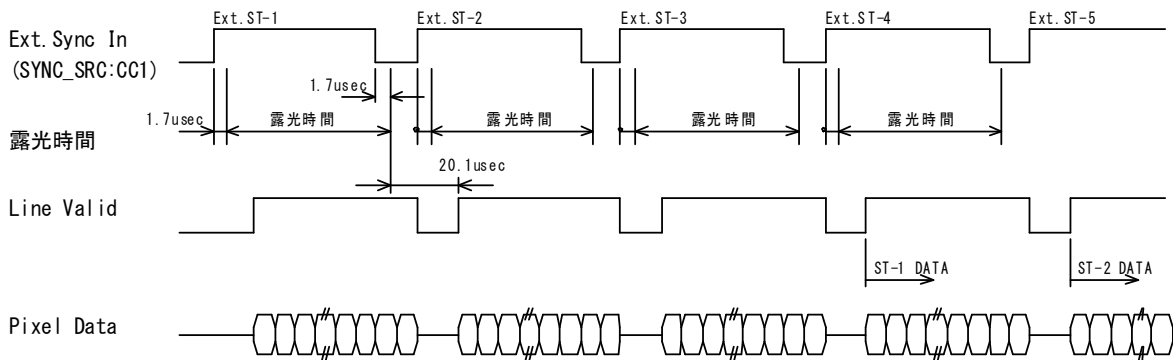 Ext.ST-1 Ext.ST-2 Ext.ST-3 Ext.ST-4 Ext.ST-5
Ext.Sync In
(SYNC_SRC:CC1)
1.7usec
1.7usec 露光時間 露光時間 露光時間 露光時間
露光時間
20.1usec
Line Valid
ST-1 DATA ST-2 DATA
Pixel Data